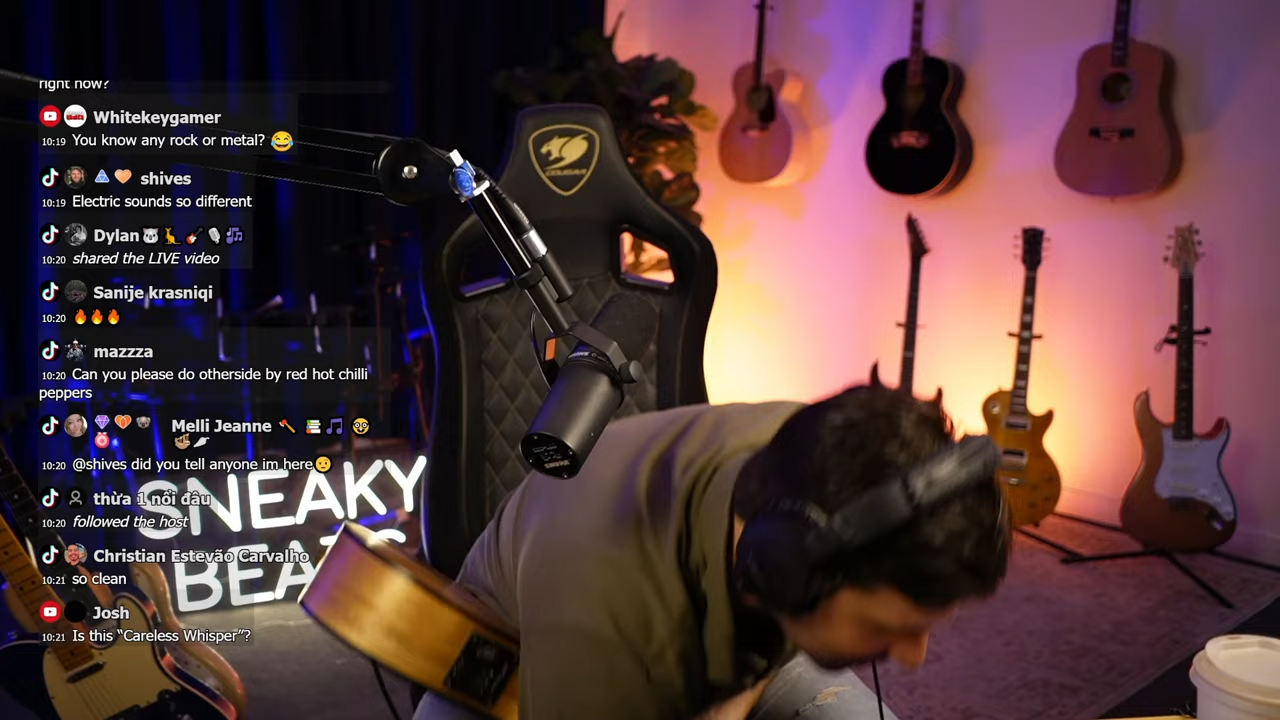 right now?
Whitekeygamer
10:19 You know any rock or metal? 😂
shives
10:19 Electric sounds so different
Dylan
10:20 shared the LIVE video
Sanije krasniqi
10:20 🔥🔥🔥
mazzza
10:20 Can you please do otherside by red hot chilli
peppers
Melli Jeanne
10:20 @shives did you tell anyone im here
thừa 1 nỗi đâu
10:20 followed the host
Christian Estevão Carvalho
10:21 so clean
Josh
10:21 Is this “Careless Whisper”?
SNEAKY
BEA
COUGAR
SHURE